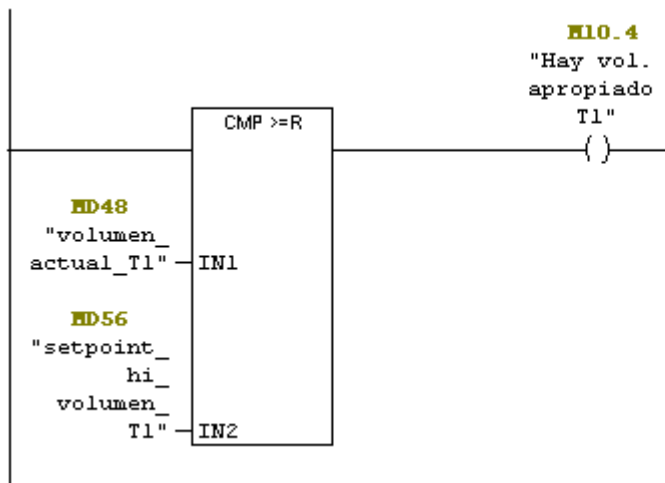 M10.4
"Hay vol.
apropiado
T1"
CMP >=R
( )
MD48
"volumen_
actual_T1"
IN1
MD56
"setpoint_
hi_
volumen_
T1"
IN2